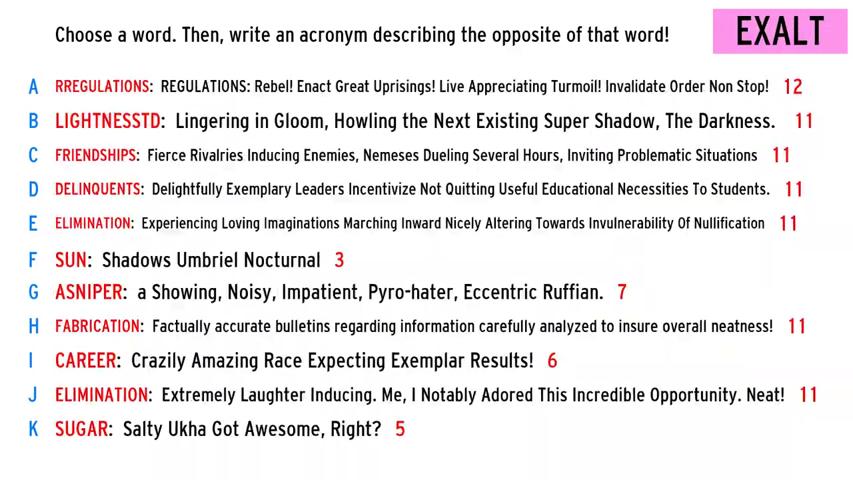 Choose a word. Then, write an acronym describing the opposite of that word!
EXALT
A RREGULATIONS: REGULATIONS: Rebel! Enact Great Uprisings! Live Appreciating Turmoil! Invalidate Order Non Stop! 12
B LIGHTNESSTD: Lingering in Gloom, Howling the Next Existing Super Shadow, The Darkness. 11
C FRIENDSHIPS: Fierce Rivalries Inducing Enemies, Nemeses Dueling Several Hours, Inviting Problematic Situations 11
D DELINQUENTS: Delightfully Exemplary Leaders Incentivize Not Quitting Useful Educational Necessities To Students. 11
E ELIMINATION: Experiencing Loving Imaginations Marching Inward Nicely Altering Towards Invulnerability Of Nullification 11
F SUN: Shadows Umbriel Nocturnal 3
G ASNIPER: a Showing, Noisy, Impatient, Pyro-hater, Eccentric Ruffian. 7
H FABRICATION: Factually accurate bulletins regarding information carefully analyzed to insure overall neatness! 11
I CAREER: Crazily Amazing Race Expecting Exemplar Results! 6
J ELIMINATION: Extremely Laughter Inducing. Me, I Notably Adored This Incredible Opportunity. Neat! 11
K SUGAR: Salty Ukha Got Awesome, Right? 5